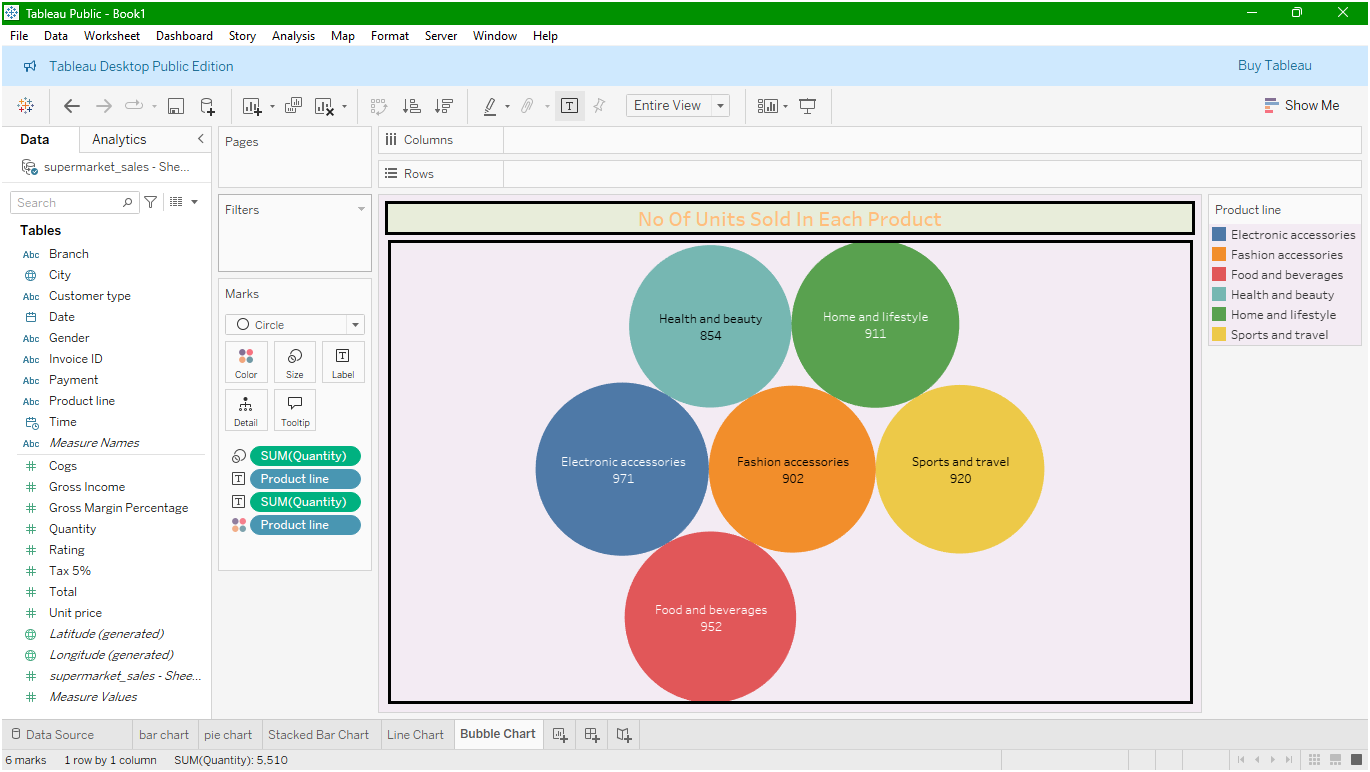 Tableau Public - Book1
File Data Worksheet Dashboard Story Analysis Map Format Server Window Help
Tableau Desktop Public Edition
Buy Tableau
Entire View
Show Me
Data
Analytics
supermarket_sales - She...
Search
Tables
Abc Branch
City
Abc Customer type
Date
Abc Gender
Abc Invoice ID
Abc Payment
Abc Product line
Time
Abc Measure Names
# Cogs
# Gross Income
# Gross Margin Percentage
# Quantity
# Rating
# Tax 5%
# Total
# Unit price
Latitude (generated)
Longitude (generated)
# supermarket_sales - Shee...
# Measure Values
Pages
Filters
Marks
Circle
Color
Size
T
Label
Detail
Tooltip
SUM(Quantity)
T Product line
T SUM(Quantity)
Product line
Columns
Rows
No Of Units Sold In Each Product
Health and beauty
854
Home and lifestyle
911
Electronic accessories
971
Fashion accessories
902
Sports and travel
920
Food and beverages
952
Product line
Electronic accessories
Fashion accessories
Food and beverages
Health and beauty
Home and lifestyle
Sports and travel
Data Source
bar chart
pie chart
Stacked Bar Chart
Line Chart
Bubble Chart
6 marks
1 row by 1 column
SUM(Quantity): 5,510